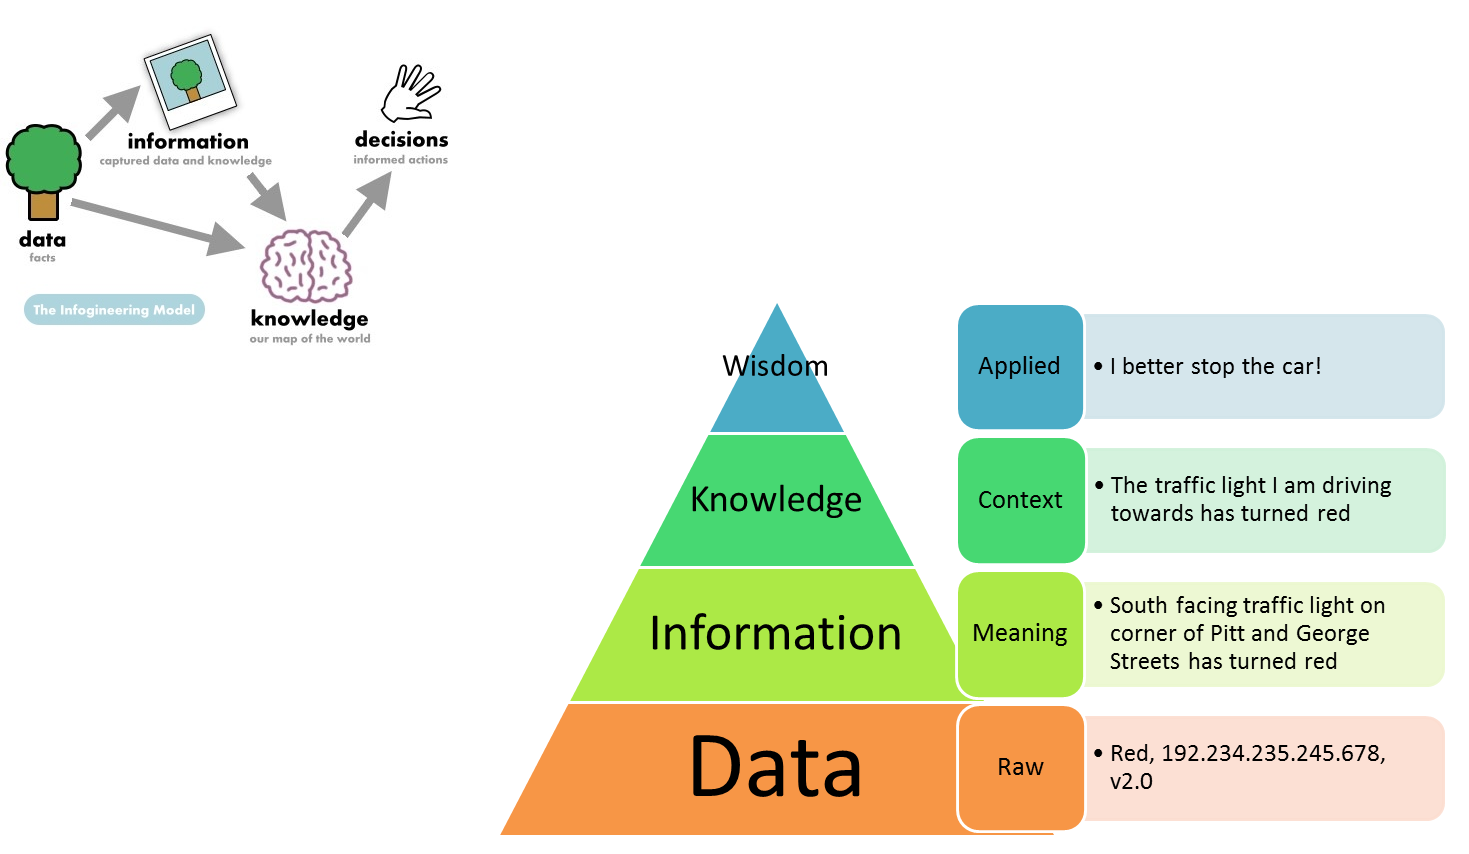 information
captured data and knowledge
decisions
informed actions
data
facts
The Infogineering Model
knowledge
our map of the world
Wisdom
Applied
• I better stop the car!
Knowledge
Context
• The traffic light I am driving
towards has turned red
Information
Meaning
• South facing traffic light on
corner of Pitt and George
Streets has turned red
Data
Raw
• Red, 192.234.235.245.678,
v2.0